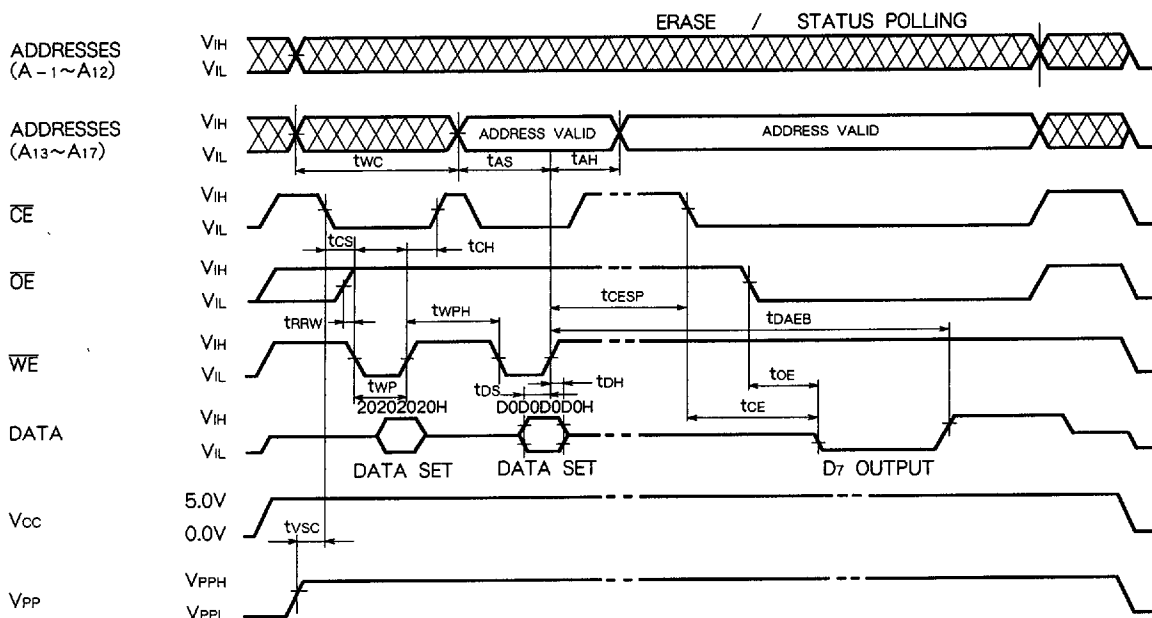 ERASE / STATUS POLLING
ADDRESSES
(A-1~A12)
VIH
VIL
ADDRESSES
(A13~A17)
VIH
VIL
ADDRESS VALID
ADDRESS VALID
tWC
tAS
tAH
CE
VIH
VIL
tCS
tCH
OE
VIH
VIL
tCESP
tRRW
tWPH
tDAEB
WE
VIH
VIL
tWP
tDS
tDH
tOE
20202020H
D0D0D0D0H
tCE
DATA
VIH
VIL
DATA SET
DATA SET
D7 OUTPUT
VCC
5.0V
0.0V
tVSC
VPP
VPPH
VPPL